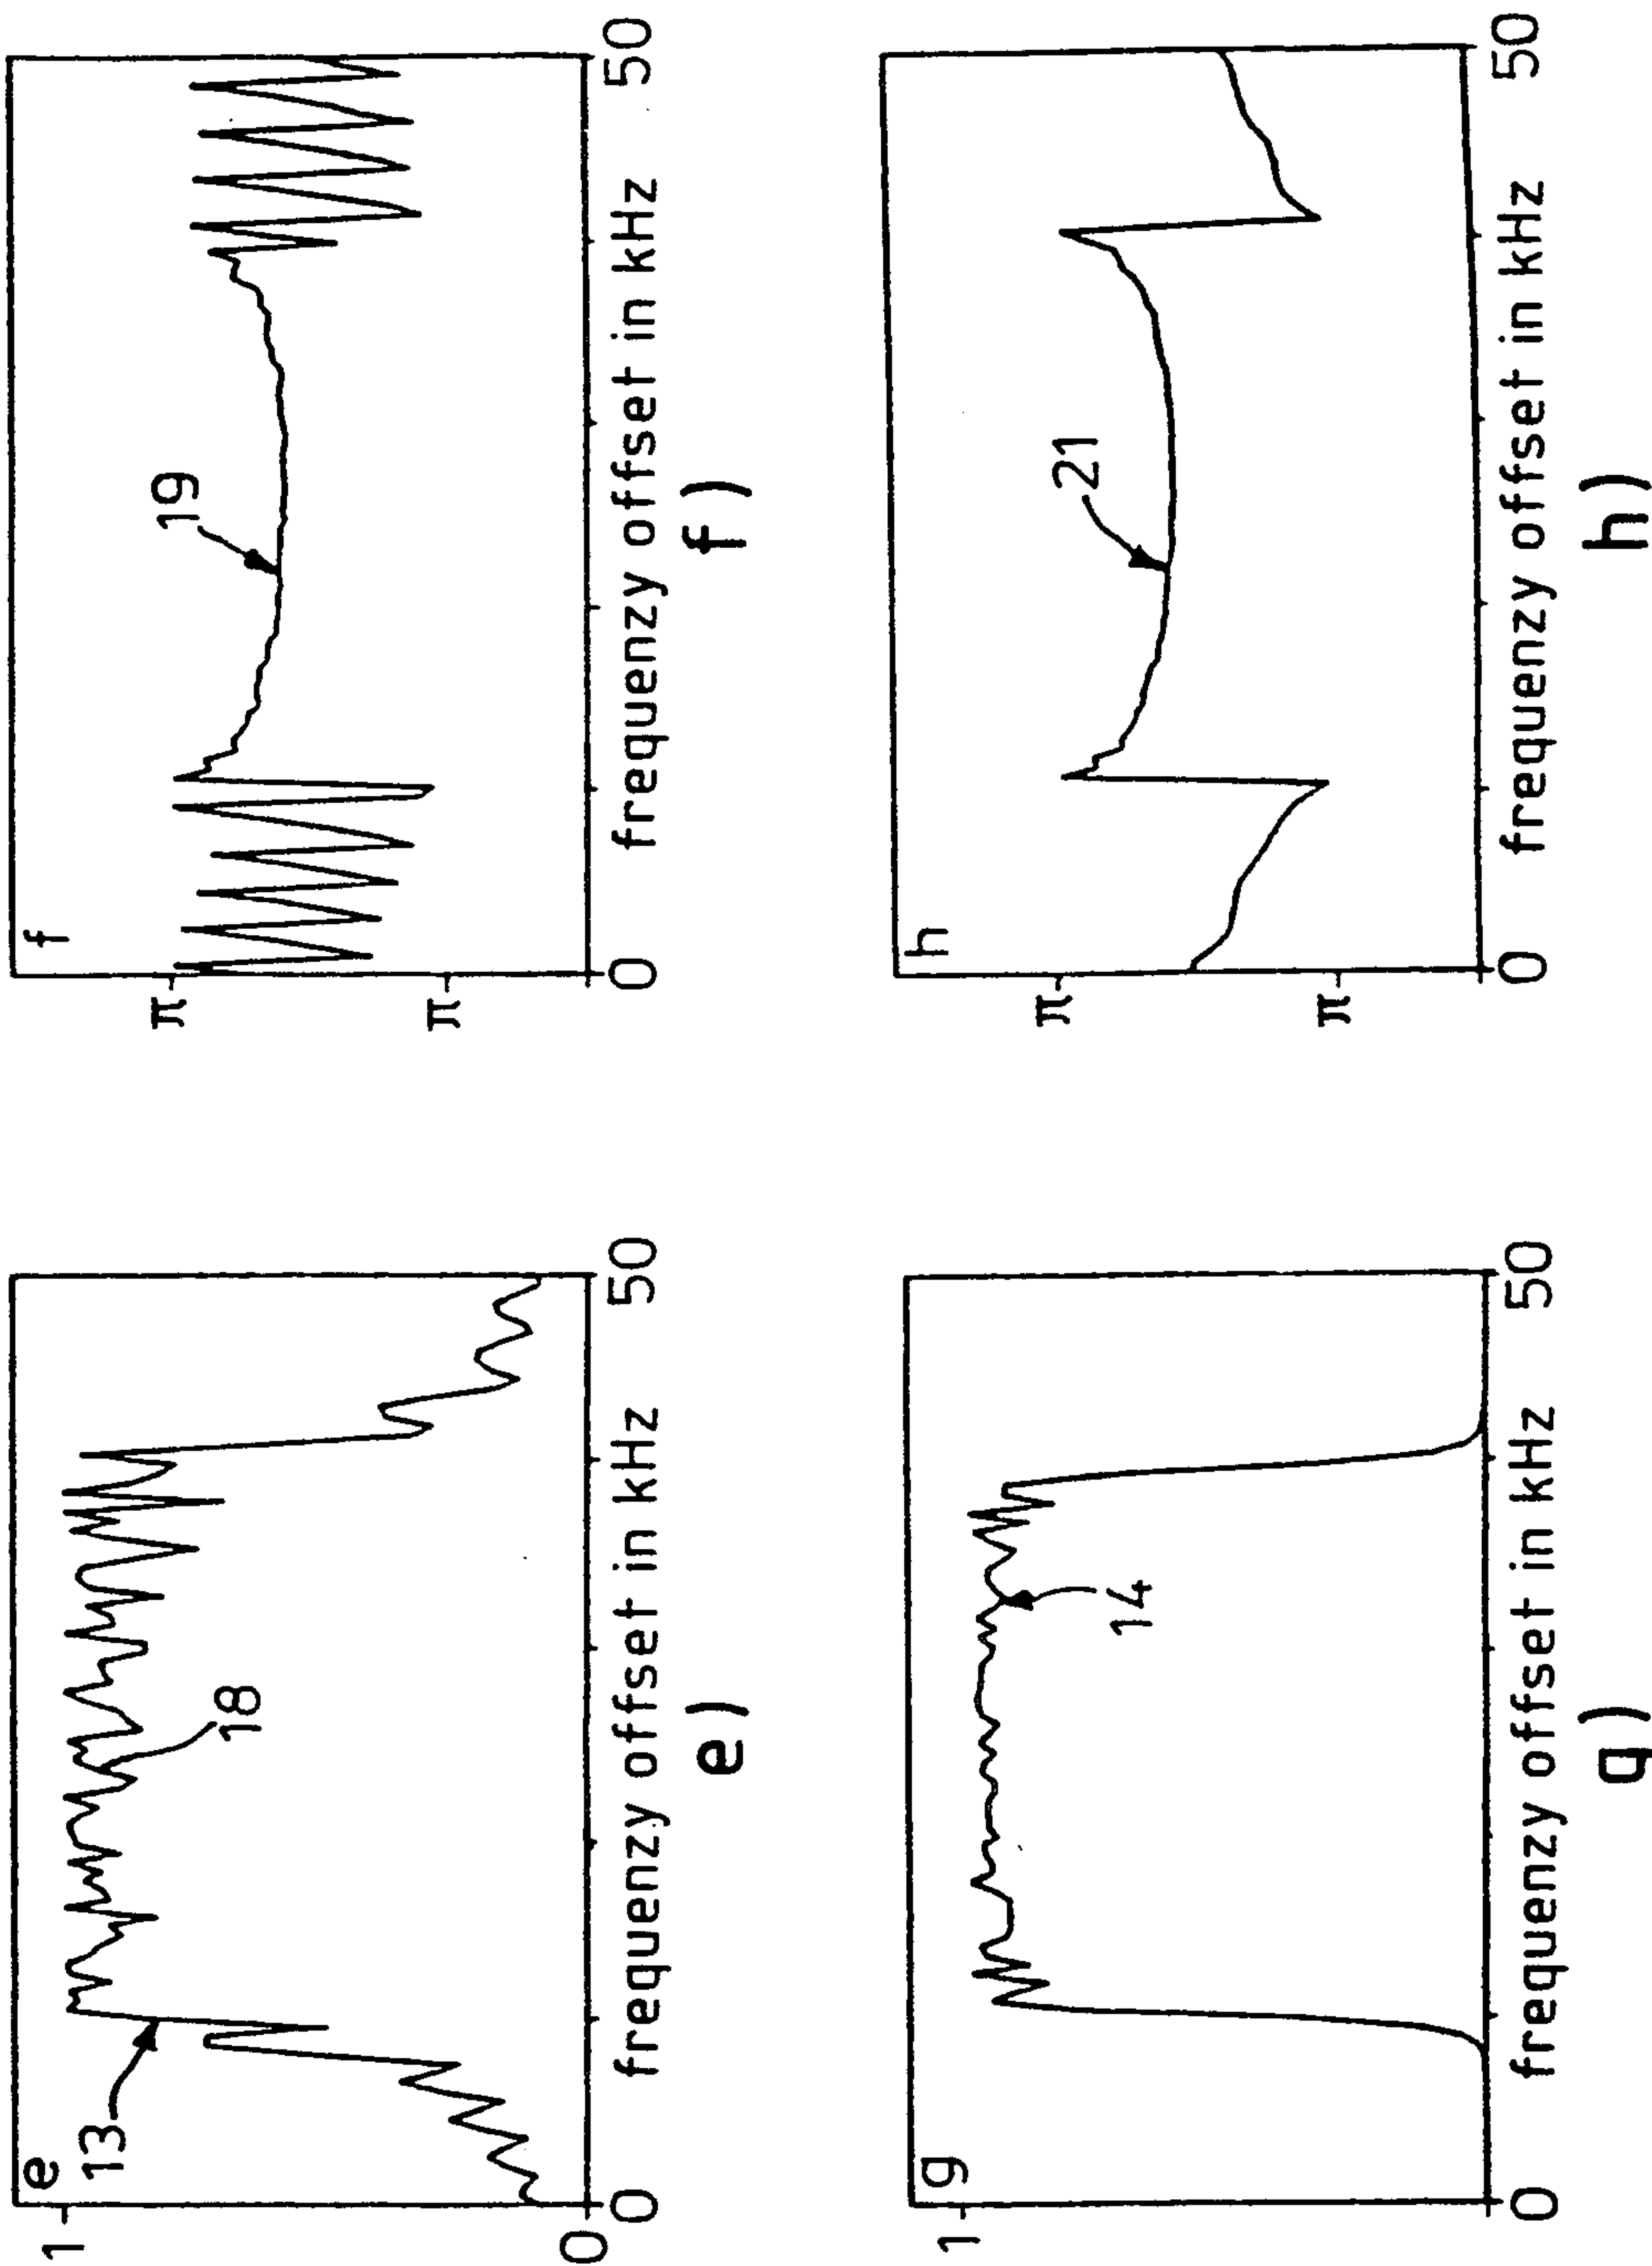 e
1
13
18
0
0
50
frequenzy offset in kHz
e)
f
π
π
19
0
50
frequenzy offset in kHz
f)
g
1
14
0
50
frequenzy offset in kHz
g)
h
π
π
21
0
50
frequenzy offset in kHz
h)